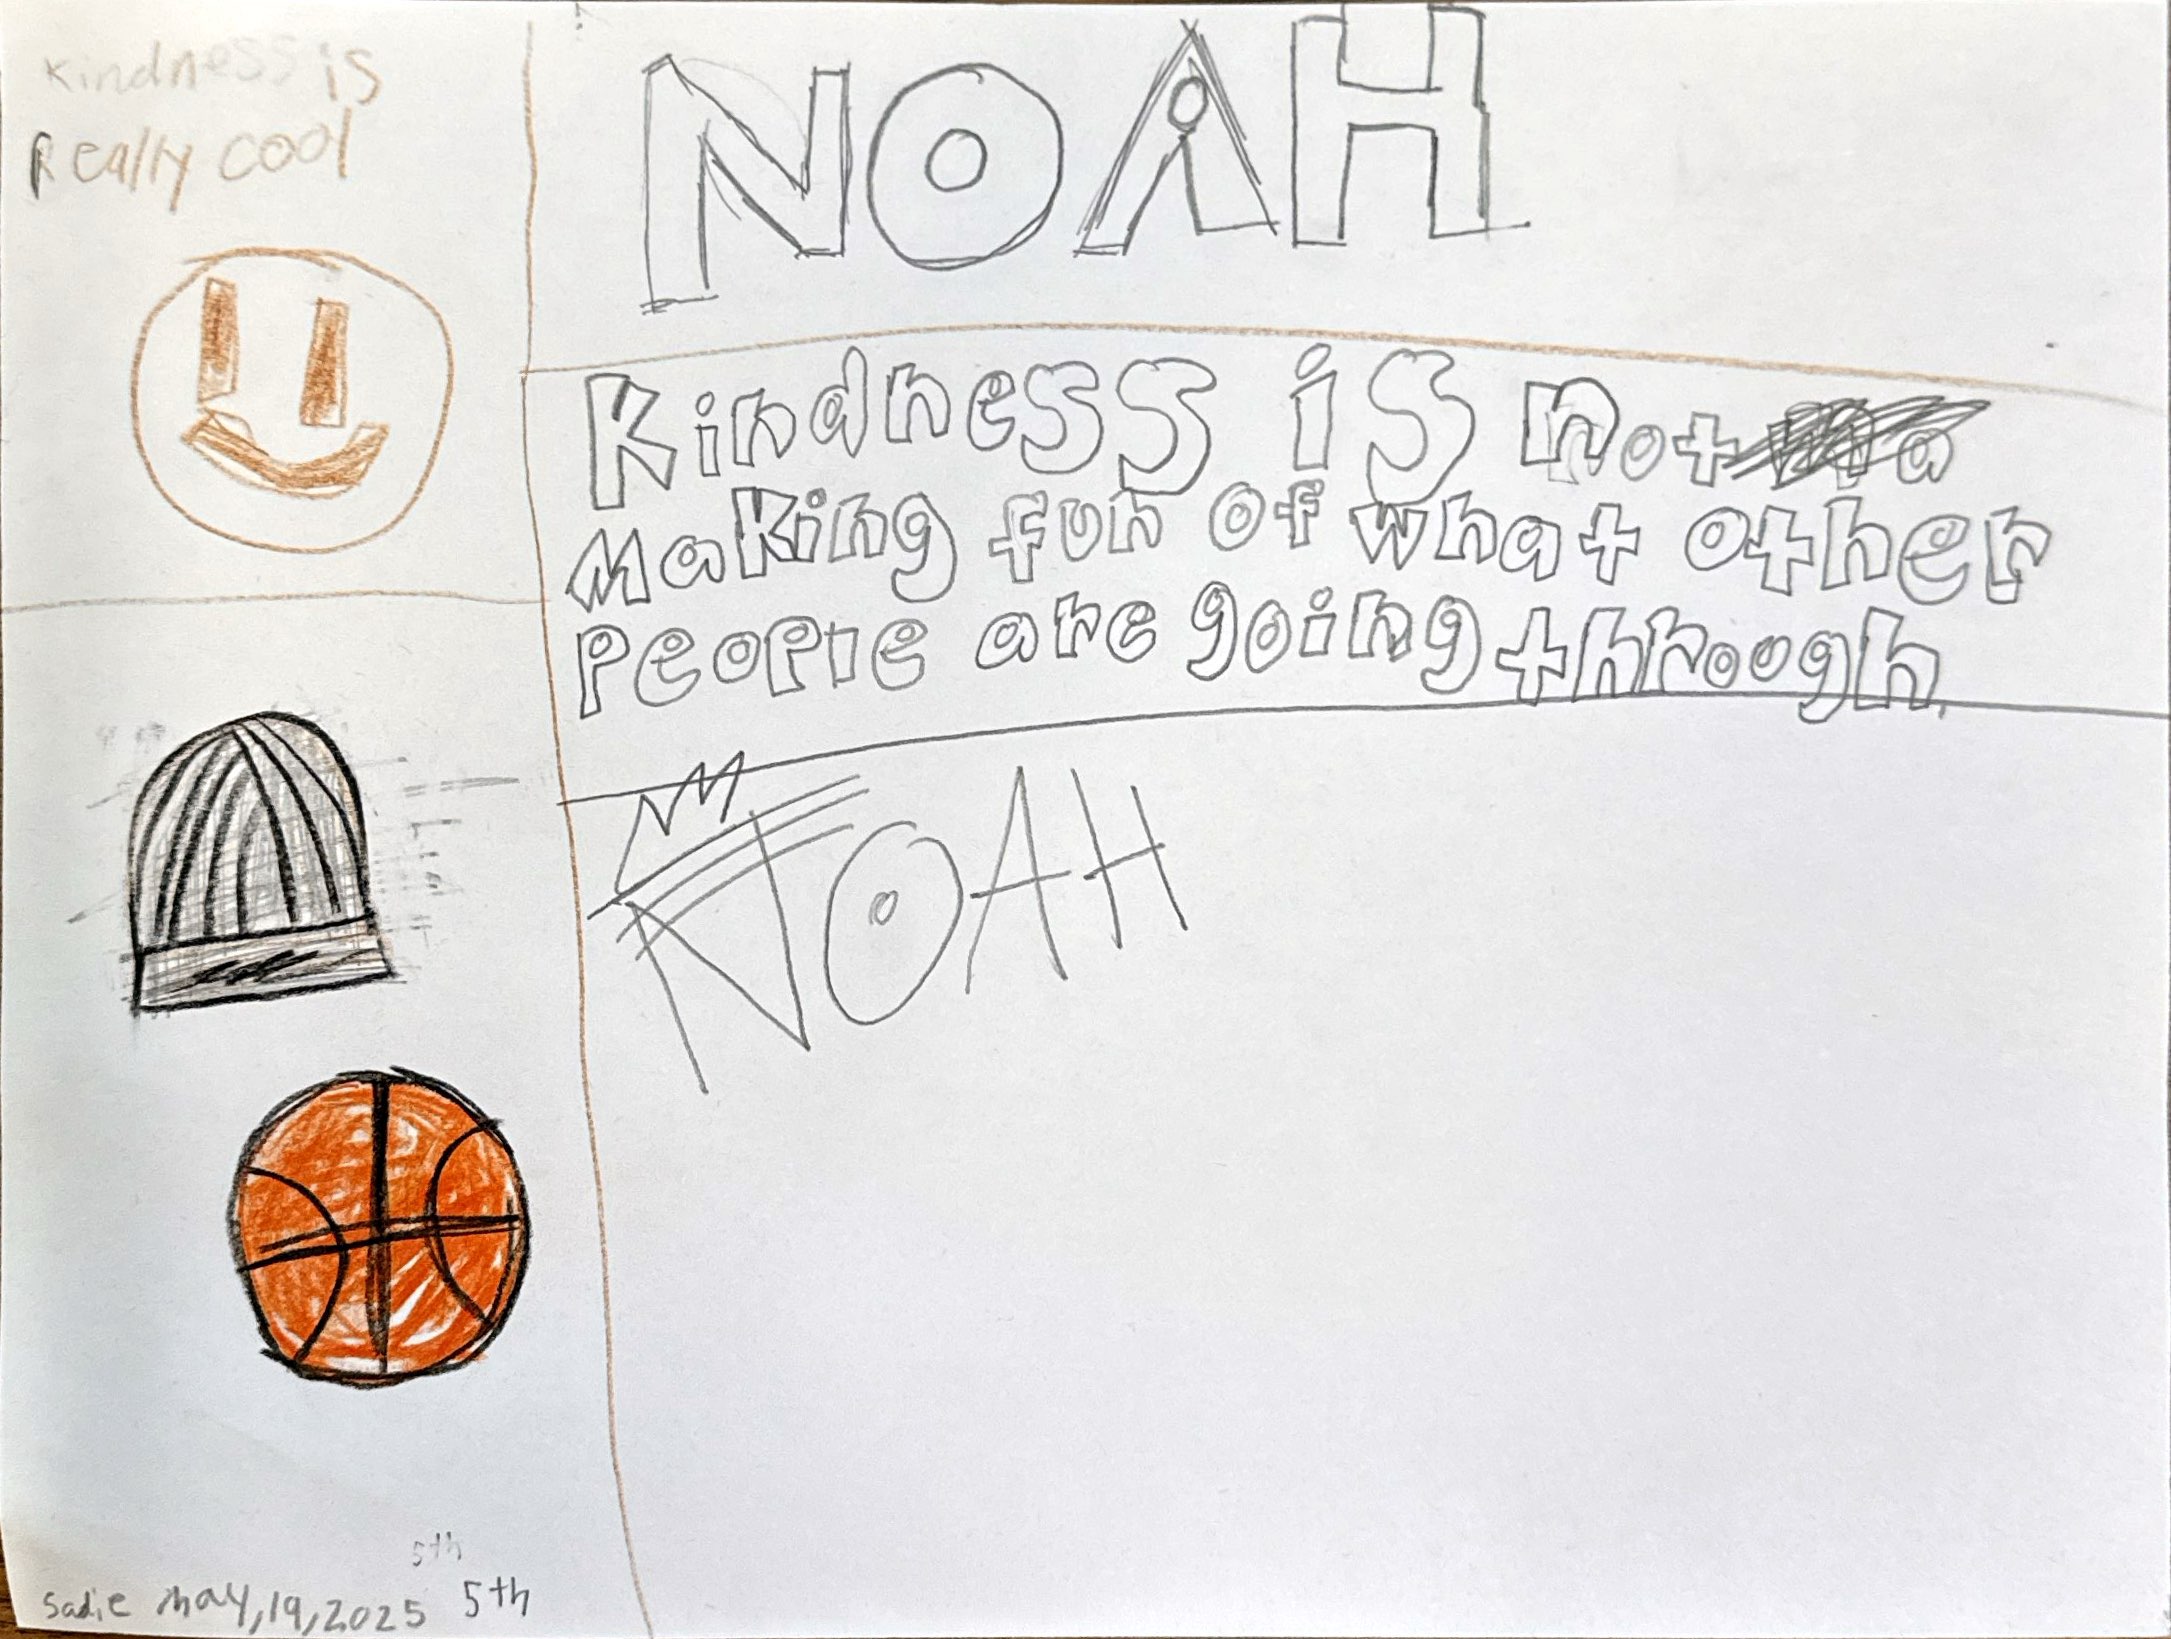 Kindness is
Really cool
NOAH
Kindness is not
making fun of what other
people are going through.
NOAH
5th
Sadie May,19,2025 5th